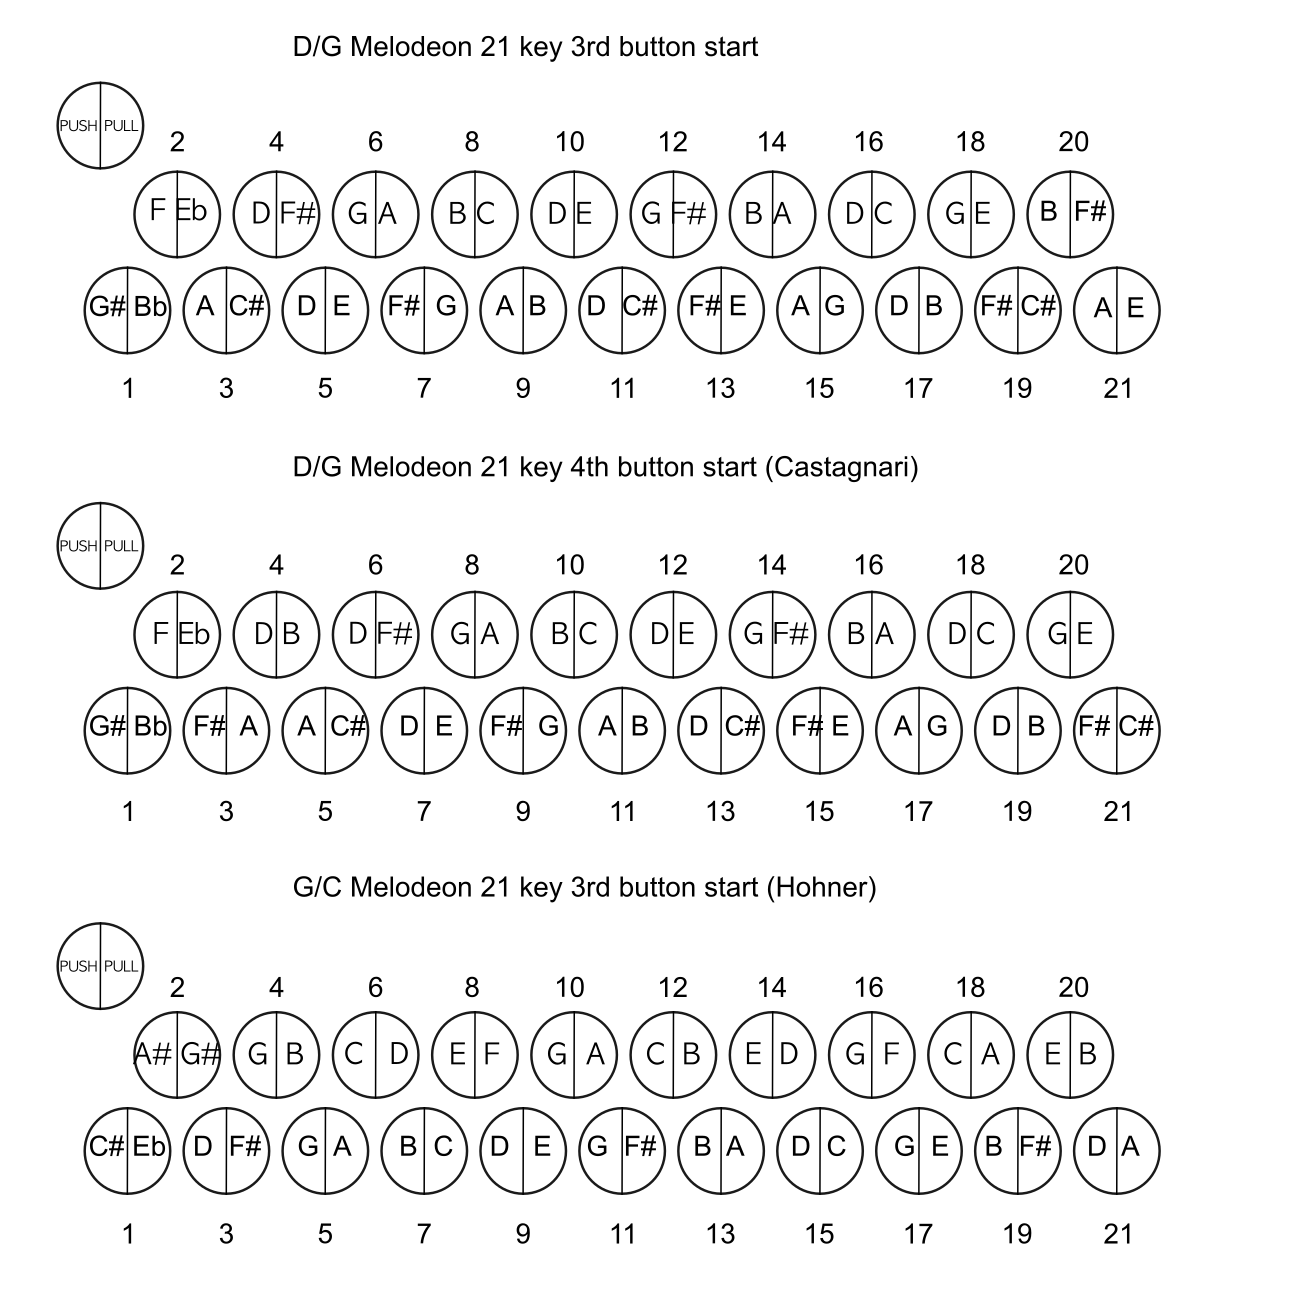 D/G Melodeon 21 key 3rd button start
PUSH PULL
2 4 6 8 10 12 14 16 18 20
F Eb D F# G A B C D E G F# B A D C G E B F#
G# Bb A C# D E F# G A B D C# F# E A G D B F# C# A E
1 3 5 7 9 11 13 15 17 19 21
D/G Melodeon 21 key 4th button start (Castagnari)
PUSH PULL
2 4 6 8 10 12 14 16 18 20
F Eb D B D F# G A B C D E G F# B A D C G E
G# Bb F# A A C# D E F# G A B D C# F# E A G D B F# C#
1 3 5 7 9 11 13 15 17 19 21
G/C Melodeon 21 key 3rd button start (Hohner)
PUSH PULL
2 4 6 8 10 12 14 16 18 20
A# G# G B C D E F G A C B E D G F C A E B
C# Eb D F# G A B C D E G F# B A D C G E B F# D A
1 3 5 7 9 11 13 15 17 19 21